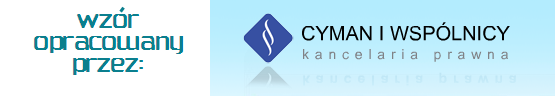 wzór
opracowany
przez:
CYMAN I WSPÓLNICY
kancelaria prawna